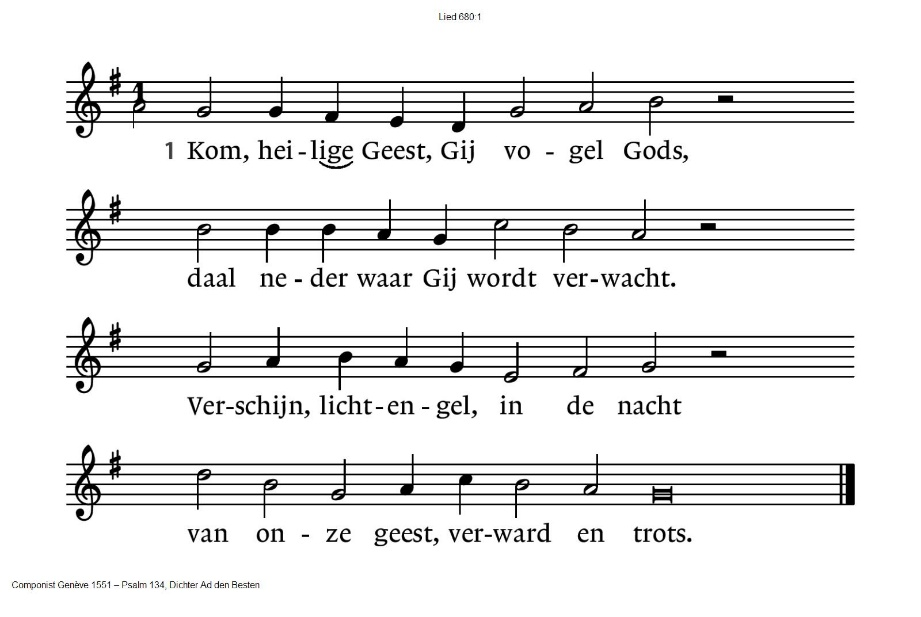 Lied 680:1
1
1 Kom, hei - lige Geest, Gij vo - gel Gods,
daal ne - der waar Gij wordt ver-wacht.
Ver-schijn, licht-en - gel, in de nacht
van on - ze geest, ver-ward en trots.
Componist Genève 1551 – Psalm 134, Dichter Ad den Besten